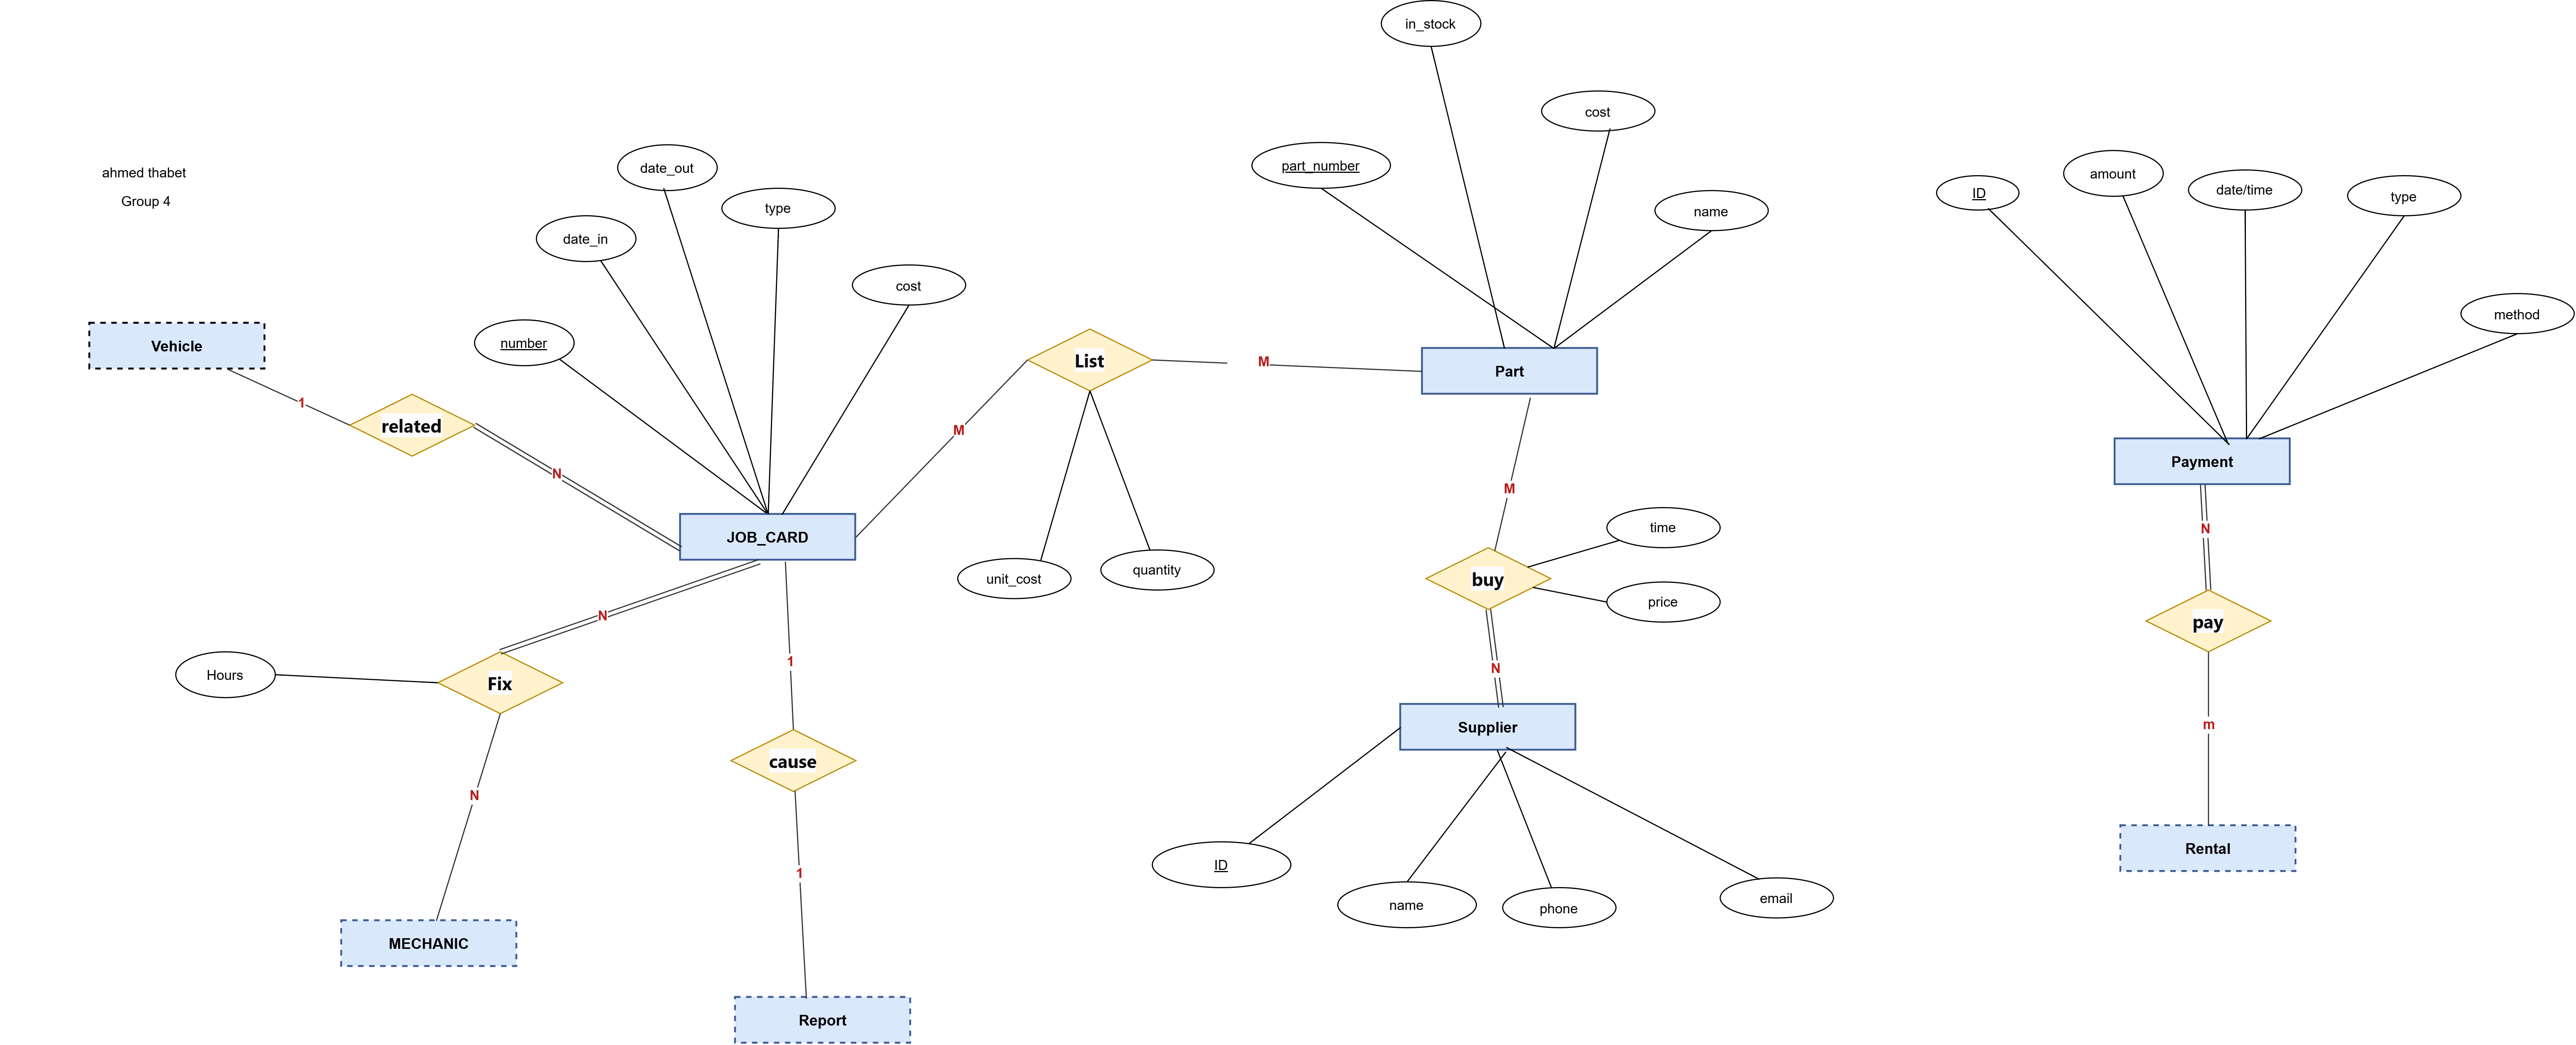 in_stock
cost
part_number
name
ahmed thabet
Group 4
date_out
type
date_in
cost
number
ID
amount
date/time
type
method
Vehicle
1
related
N
JOB_CARD
M
List
M
Part
unit_cost
quantity
M
buy
time
price
N
Supplier
ID
name
phone
email
Payment
N
pay
m
Rental
N
Hours
Fix
N
MECHANIC
1
cause
1
Report